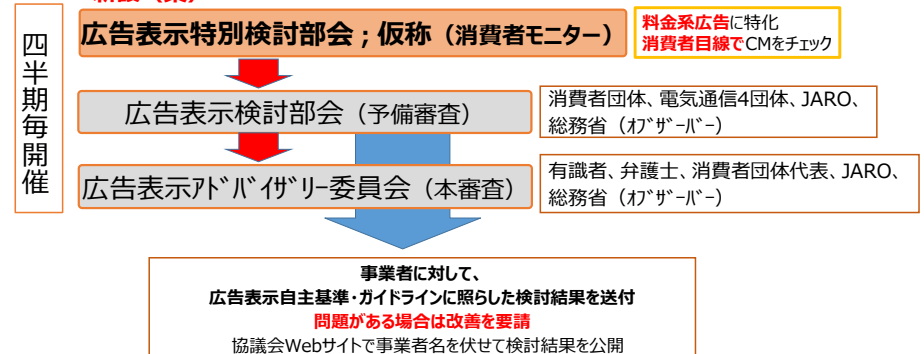 四半期毎開催
広告表示特別検討部会;仮称(消費者モニター)
料金系広告に特化
消費者目線でCMをチェック
広告表示検討部会(予備審査)
消費者団体、電気通信4団体、JARO、
総務省(ｵﾌﾞｻﾞｰﾊﾞｰ)
広告表示ｱﾄﾞﾊﾞｲｻﾞﾘｰ委員会(本審査)
有識者、弁護士、消費者団体代表、JARO、
総務省(ｵﾌﾞｻﾞｰﾊﾞｰ)
事業者に対して、
広告表示自主基準・ガイドラインに照らした検討結果を送付
問題がある場合は改善を要請
協議会Webサイトで事業者名を伏せて検討結果を公開